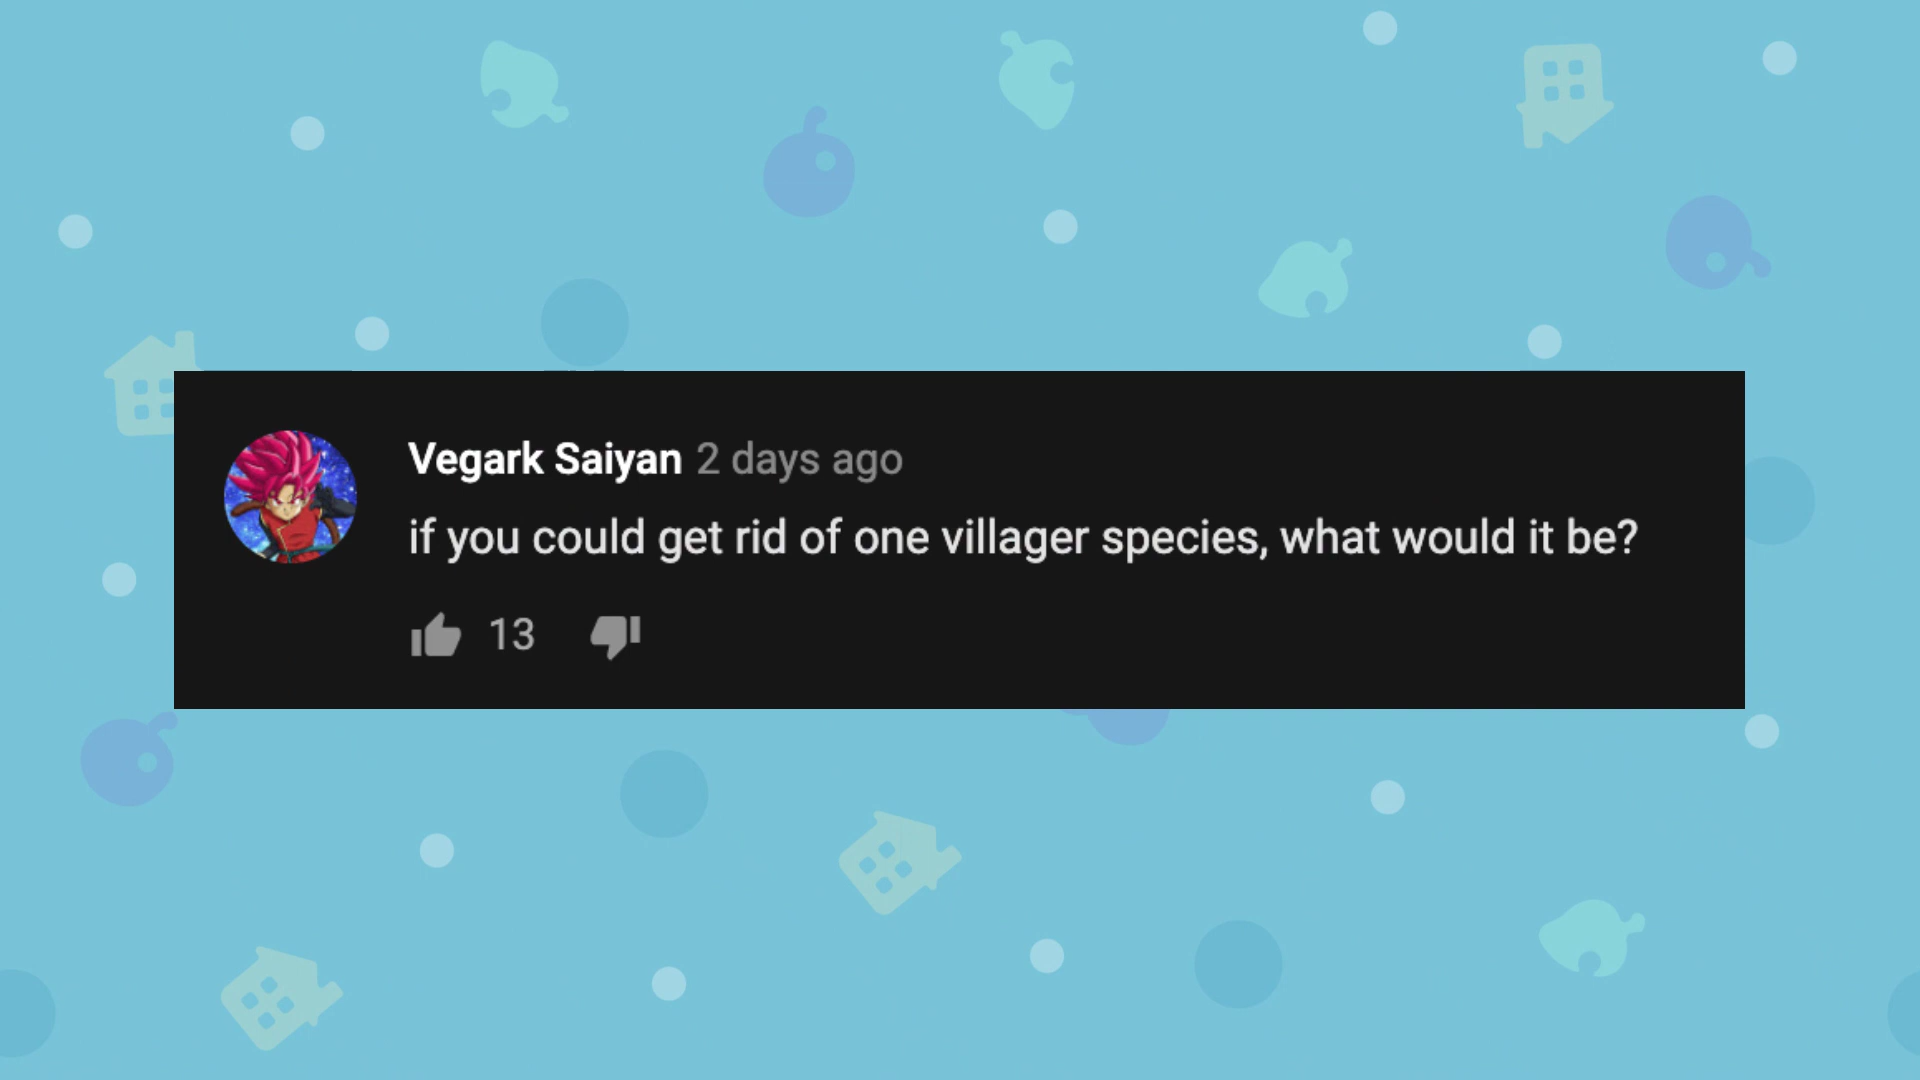 Vegark Saiyan 2 days ago
if you could get rid of one villager species, what would it be?
13